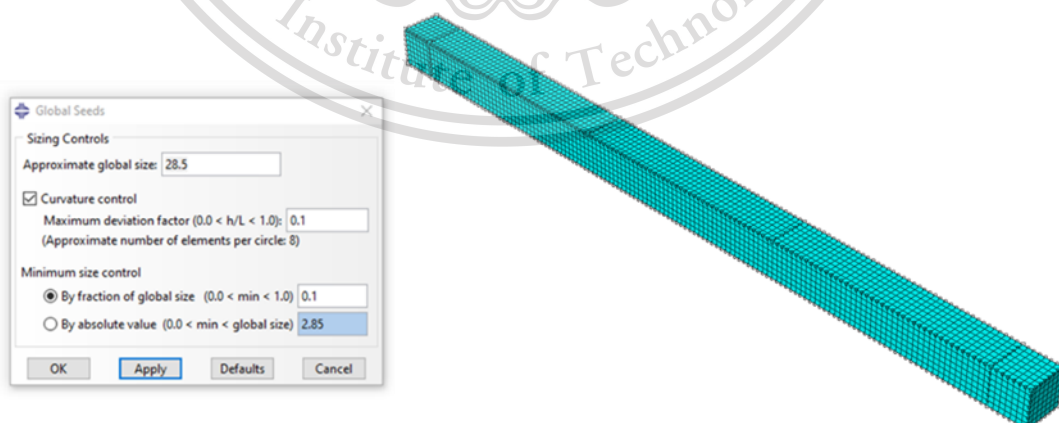 Institute of Technolo
Global Seeds
Sizing Controls
Approximate global size: 28.5
Curvature control
Maximum deviation factor (0.0 < h/L < 1.0): 0.1
(Approximate number of elements per circle: 8)
Minimum size control
By fraction of global size (0.0 < min < 1.0) 0.1
By absolute value (0.0 < min < global size) 2.85
OK Apply Defaults Cancel